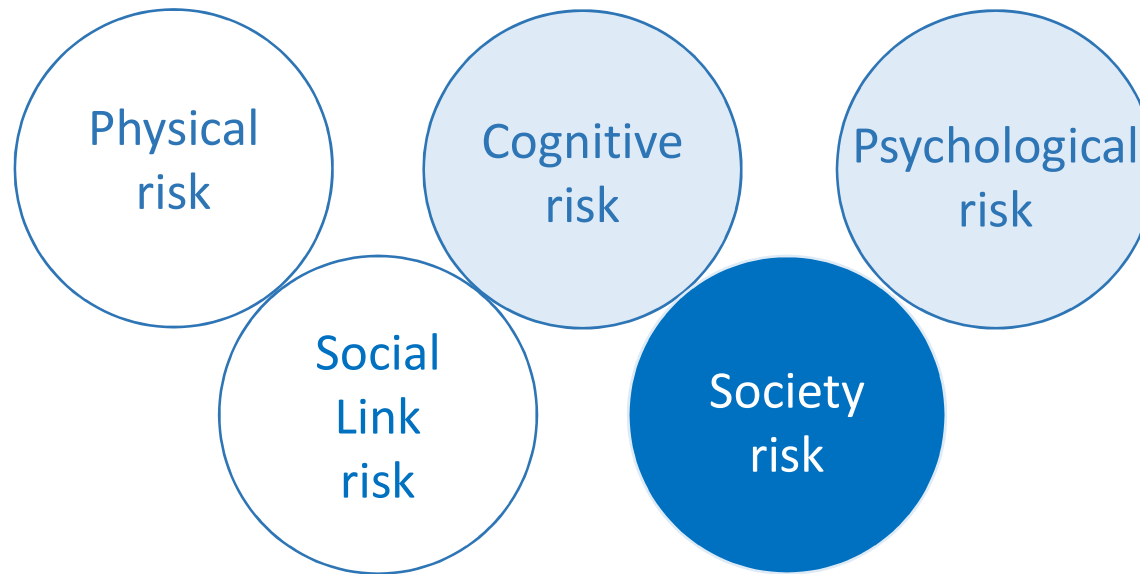 Physical
risk
Cognitive
risk
Psychological
risk
Social
Link
risk
Society
risk